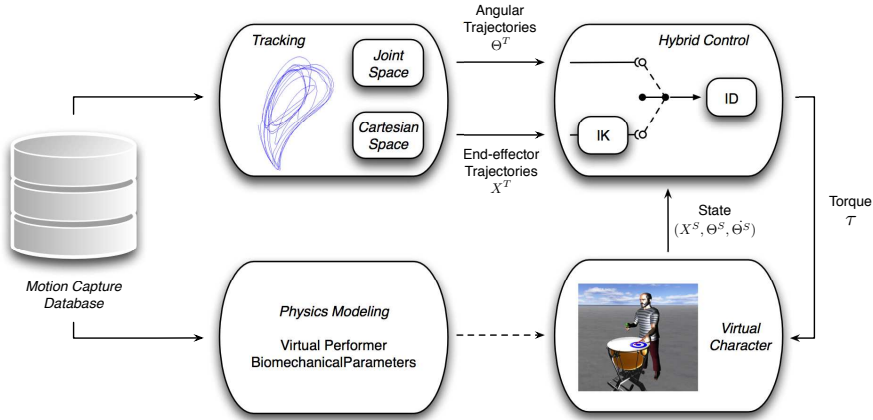 Tracking
Joint
Space
Cartesian
Space
Angular
Trajectories
Θ^T
End-effector
Trajectories
X^T
Hybrid Control
IK
ID
Motion Capture
Database
State
(X^S, Θ^S, Θ̇^S)
Torque
τ
Physics Modeling
Virtual Performer
BiomechanicalParameters
Virtual
Character